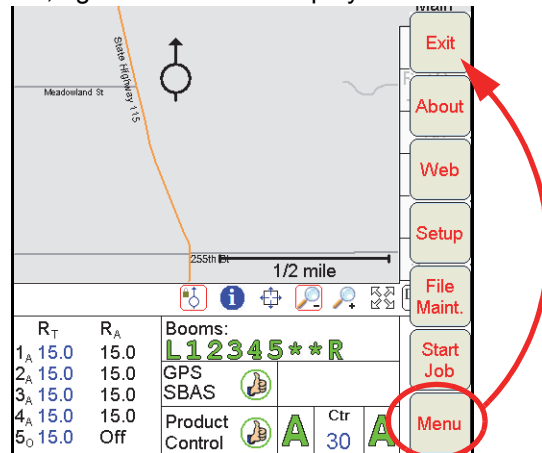 Main
Exit
About
Web
Setup
File
Maint.
Start
Job
Menu
State Highway 115
Meadowland St
255th
1/2 mile
RT RA
1A 15.0 15.0
2A 15.0 15.0
3A 15.0 15.0
4A 15.0 15.0
5O 15.0 Off
Booms:
L12345**R
GPS
SBAS
Product
Control
A
Ctr
30
A